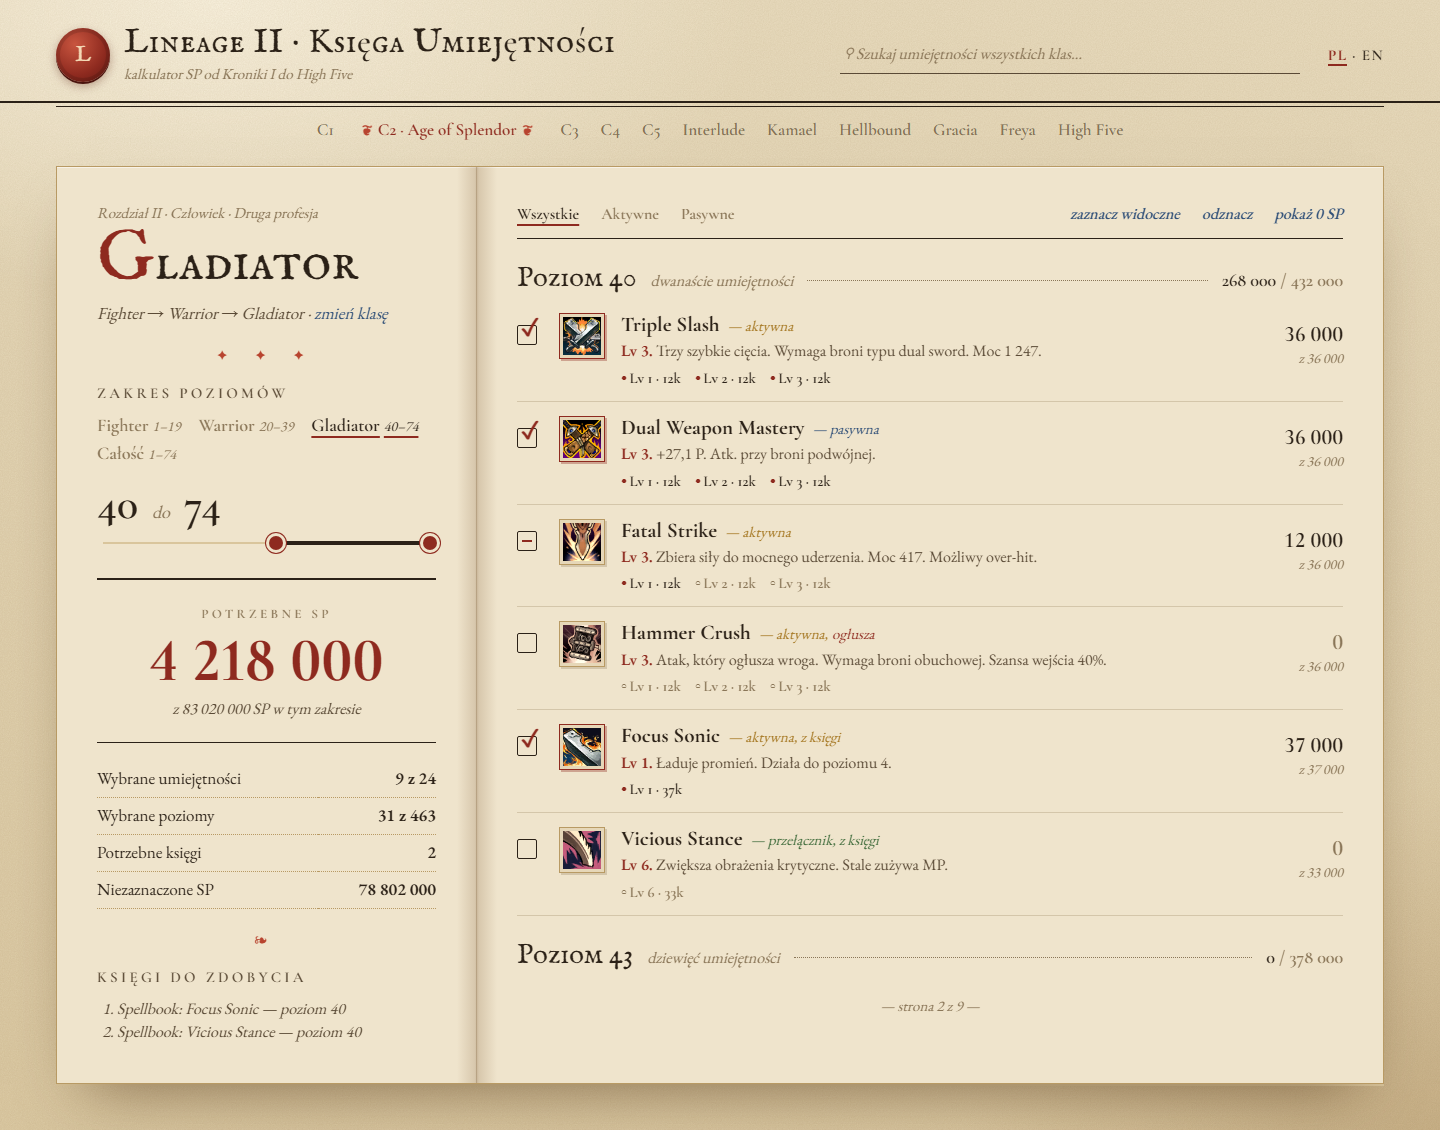 L
Lineage II · Księga Umiejętności
kalkulator SP od Kroniki I do High Five
Szukaj umiejętności wszystkich klas...
PL · EN
C1
❦ C2 · Age of Splendor ❦
C3
C4
C5
Interlude
Kamael
Hellbound
Gracia
Freya
High Five
Rozdział II · Człowiek · Druga profesja
Gladiator
Fighter → Warrior → Gladiator · zmień klasę
✦ ✦ ✦
ZAKRES POZIOMÓW
Fighter 1–19 Warrior 20–39 Gladiator 40–74
Całość 1–74
40 do 74
POTRZEBNE SP
4 218 000
z 83 020 000 SP w tym zakresie
Wybrane umiejętności 9 z 24
Wybrane poziomy 31 z 463
Potrzebne księgi 2
Niezaznaczone SP 78 802 000
❧
KSIĘGI DO ZDOBYCIA
1. Spellbook: Focus Sonic — poziom 40
2. Spellbook: Vicious Stance — poziom 40
Wszystkie Aktywne Pasywne
zaznacz widoczne odznacz pokaż 0 SP
Poziom 40 dwanaście umiejętności 268 000 / 432 000
Triple Slash — aktywna
36 000
Lv 3. Trzy szybkie cięcia. Wymaga broni typu dual sword. Moc 1 247.
z 36 000
• Lv 1 · 12k • Lv 2 · 12k • Lv 3 · 12k
Dual Weapon Mastery — pasywna
36 000
Lv 3. +27,1 P. Atk. przy broni podwójnej.
z 36 000
• Lv 1 · 12k • Lv 2 · 12k • Lv 3 · 12k
Fatal Strike — aktywna
12 000
Lv 3. Zbiera siły do mocnego uderzenia. Moc 417. Możliwy over-hit.
z 36 000
• Lv 1 · 12k ◦ Lv 2 · 12k ◦ Lv 3 · 12k
Hammer Crush — aktywna, ogłusza
0
Lv 3. Atak, który ogłusza wroga. Wymaga broni obuchowej. Szansa wejścia 40%.
z 36 000
◦ Lv 1 · 12k ◦ Lv 2 · 12k ◦ Lv 3 · 12k
Focus Sonic — aktywna, z księgi
37 000
Lv 1. Ładuje promień. Działa do poziomu 4.
z 37 000
• Lv 1 · 37k
Vicious Stance — przełącznik, z księgi
0
Lv 6. Zwiększa obrażenia krytyczne. Stale zużywa MP.
z 33 000
◦ Lv 6 · 33k
Poziom 43 dziewięć umiejętności 0 / 378 000
— strona 2 z 9 —